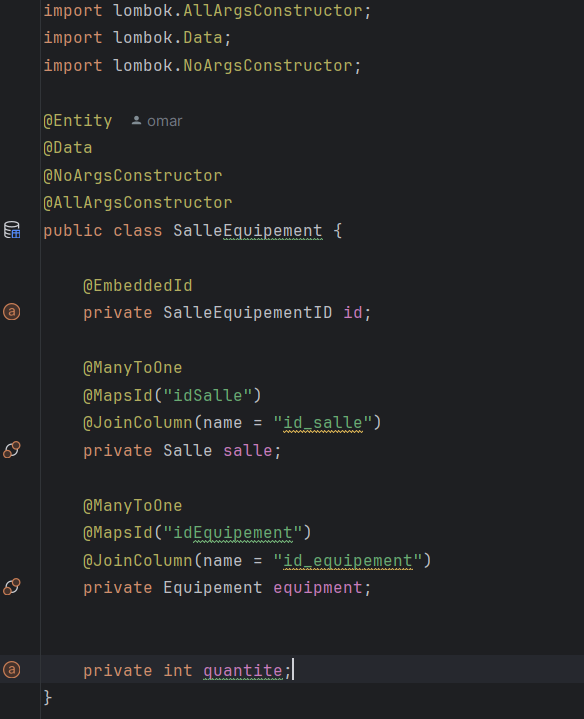 import lombok.AllArgsConstructor;
import lombok.Data;
import lombok.NoArgsConstructor;
@Entity omar
@Data
@NoArgsConstructor
@AllArgsConstructor
public class SalleEquipement {
@EmbeddedId
a private SalleEquipementID id;
@ManyToOne
@MapsId("idSalle")
@JoinColumn(name = "id_salle")
private Salle salle;
@ManyToOne
@MapsId("idEquipement")
@JoinColumn(name = "id_equipement")
private Equipement equipment;
a private int quantite;
}